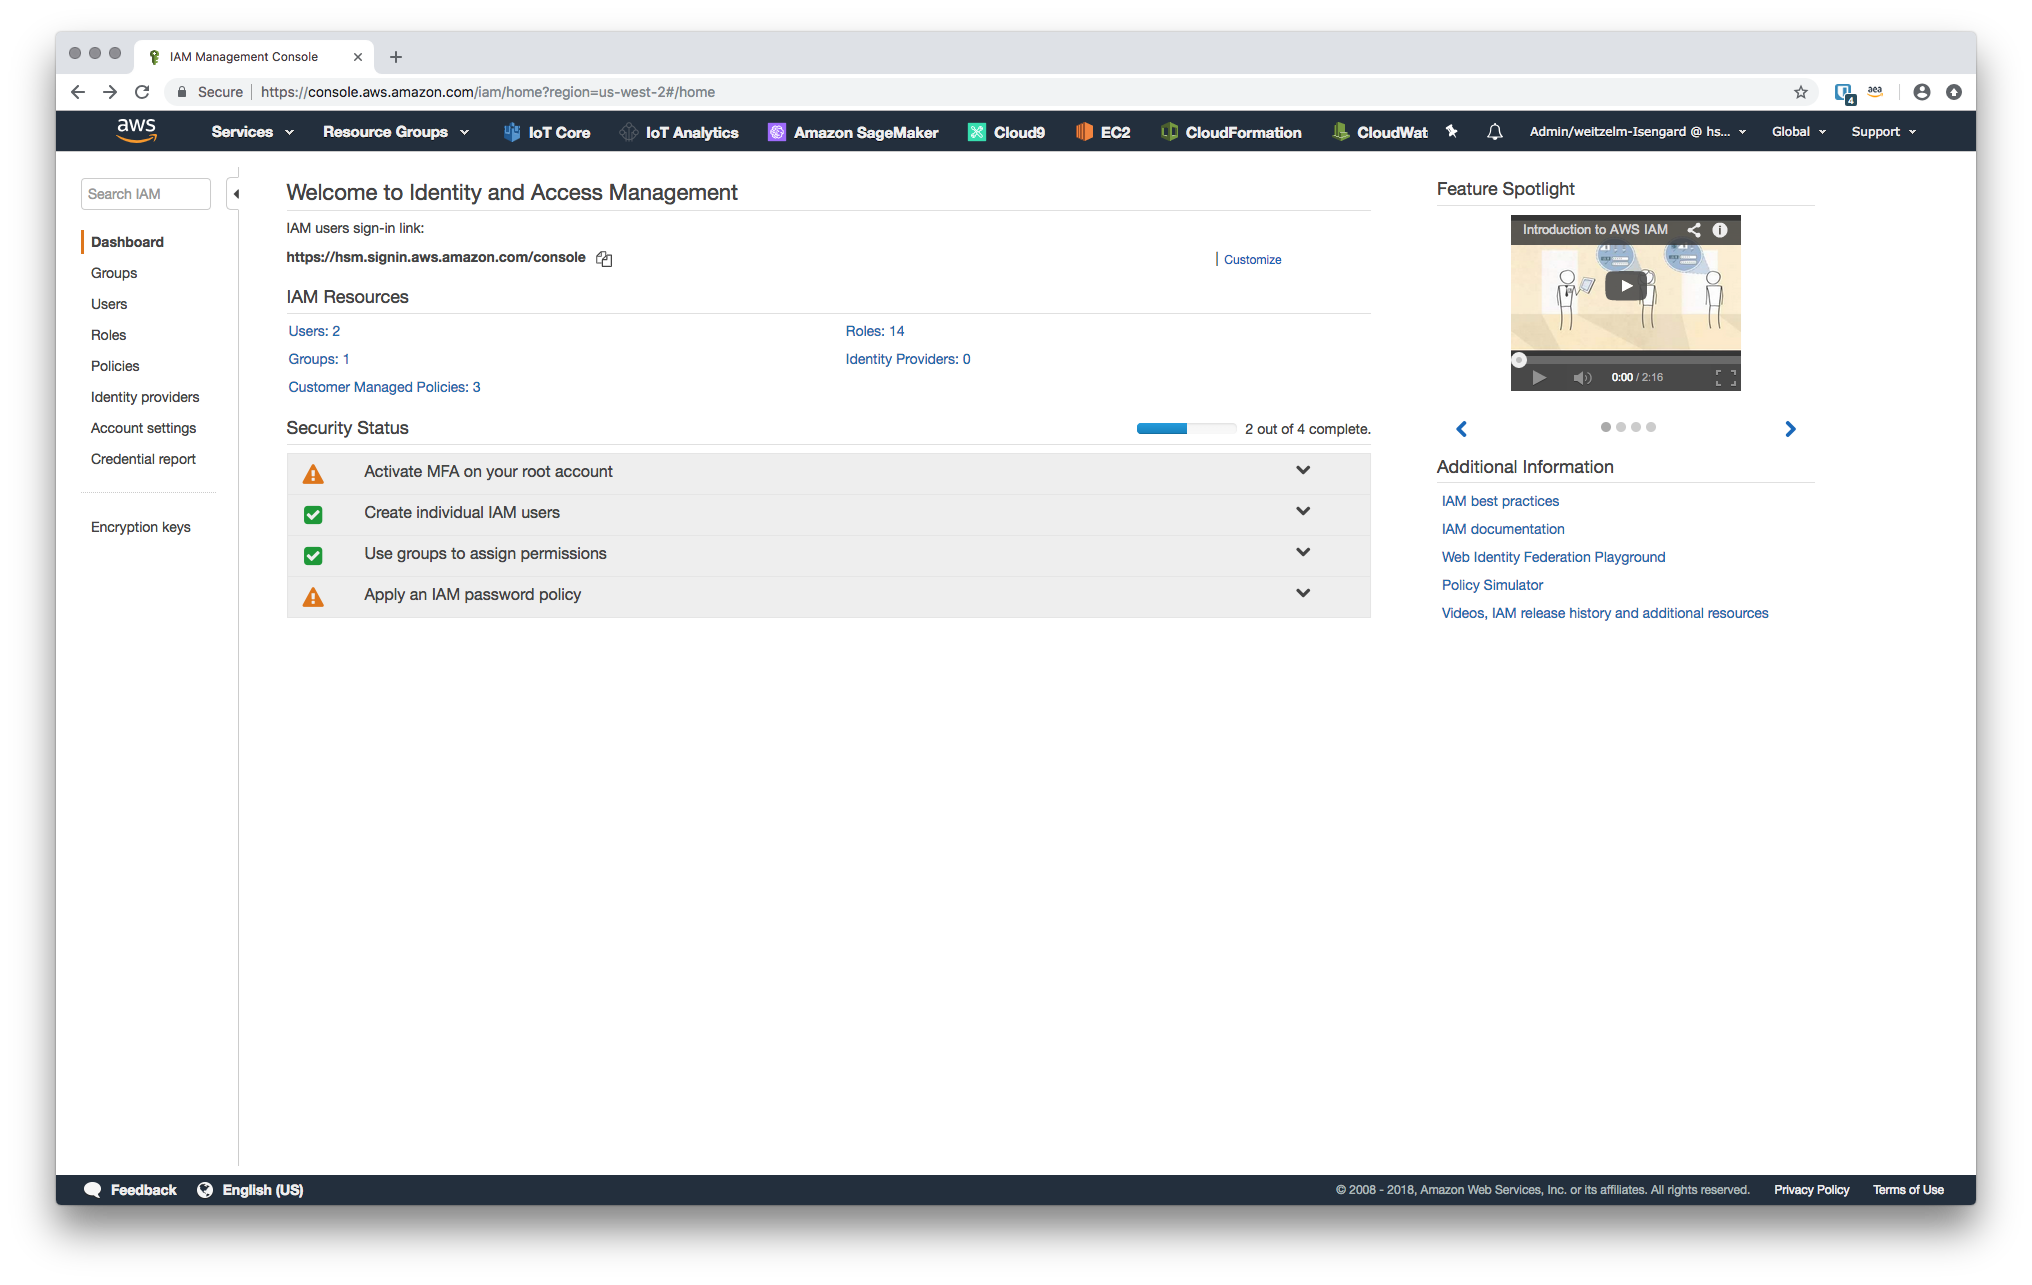 IAM Management Console
Secure https://console.aws.amazon.com/iam/home?region=us-west-2#/home
4 aea
aws Services Resource Groups IoT Core IoT Analytics Amazon SageMaker Cloud9 EC2 CloudFormation CloudWat Admin/weitzelm-Isengard @ hs... Global Support
Search IAM
Dashboard
Groups
Users
Roles
Policies
Identity providers
Account settings
Credential report
Encryption keys
Welcome to Identity and Access Management
IAM users sign-in link:
https://hsm.signin.aws.amazon.com/console
Customize
IAM Resources
Users: 2
Roles: 14
Groups: 1
Identity Providers: 0
Customer Managed Policies: 3
Security Status
2 out of 4 complete.
Activate MFA on your root account
Create individual IAM users
Use groups to assign permissions
Apply an IAM password policy
Feature Spotlight
Introduction to AWS IAM
0:00 / 2:16
Additional Information
IAM best practices
IAM documentation
Web Identity Federation Playground
Policy Simulator
Videos, IAM release history and additional resources
Feedback English (US)
© 2008 - 2018, Amazon Web Services, Inc. or its affiliates. All rights reserved. Privacy Policy Terms of Use